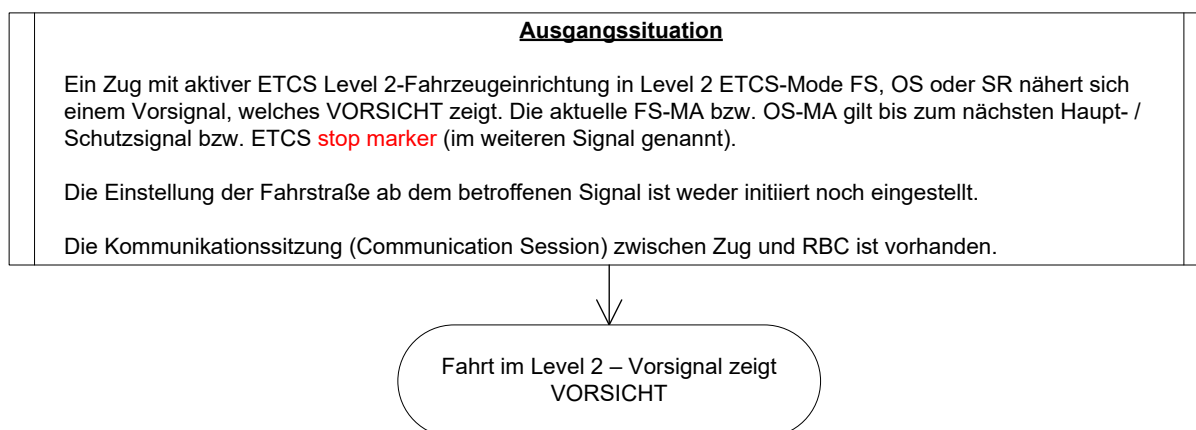 Ausgangssituation
Ein Zug mit aktiver ETCS Level 2-Fahrzeugeinrichtung in Level 2 ETCS-Mode FS, OS oder SR nähert sich
einem Vorsignal, welches VORSICHT zeigt. Die aktuelle FS-MA bzw. OS-MA gilt bis zum nächsten Haupt- /
Schutzsignal bzw. ETCS stop marker (im weiteren Signal genannt).
Die Einstellung der Fahrstraße ab dem betroffenen Signal ist weder initiiert noch eingestellt.
Die Kommunikationssitzung (Communication Session) zwischen Zug und RBC ist vorhanden.
Fahrt im Level 2 – Vorsignal zeigt
VORSICHT